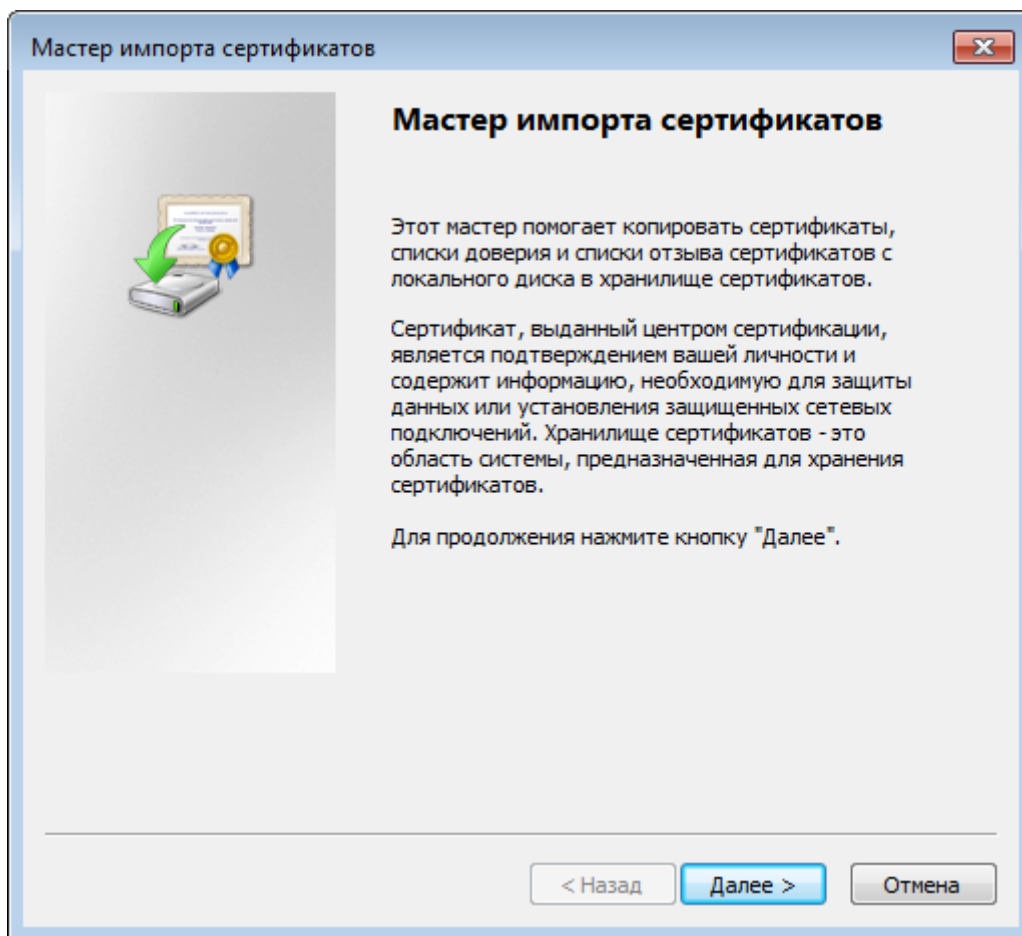 Мастер импорта сертификатов
Мастер импорта сертификатов
Этот мастер помогает копировать сертификаты,
списки доверия и списки отзыва сертификатов с
локального диска в хранилище сертификатов.
Сертификат, выданный центром сертификации,
является подтверждением вашей личности и
содержит информацию, необходимую для защиты
данных или установления защищенных сетевых
подключений. Хранилище сертификатов - это
область системы, предназначенная для хранения
сертификатов.
Для продолжения нажмите кнопку "Далее".
< Назад Далее > Отмена